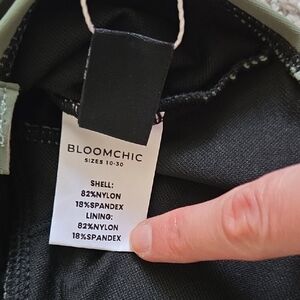 BLOOMCHIC
SIZES 10-30
SHELL:
82%NYLON
18%SPANDEX
LINING:
82%NYLON
18%SPANDEX